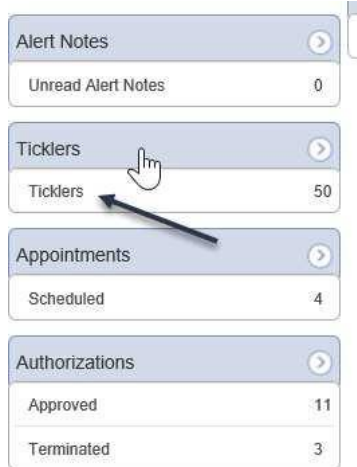 Alert Notes
Unread Alert Notes 0
Ticklers
Ticklers 50
Appointments
Scheduled 4
Authorizations
Approved 11
Terminated 3